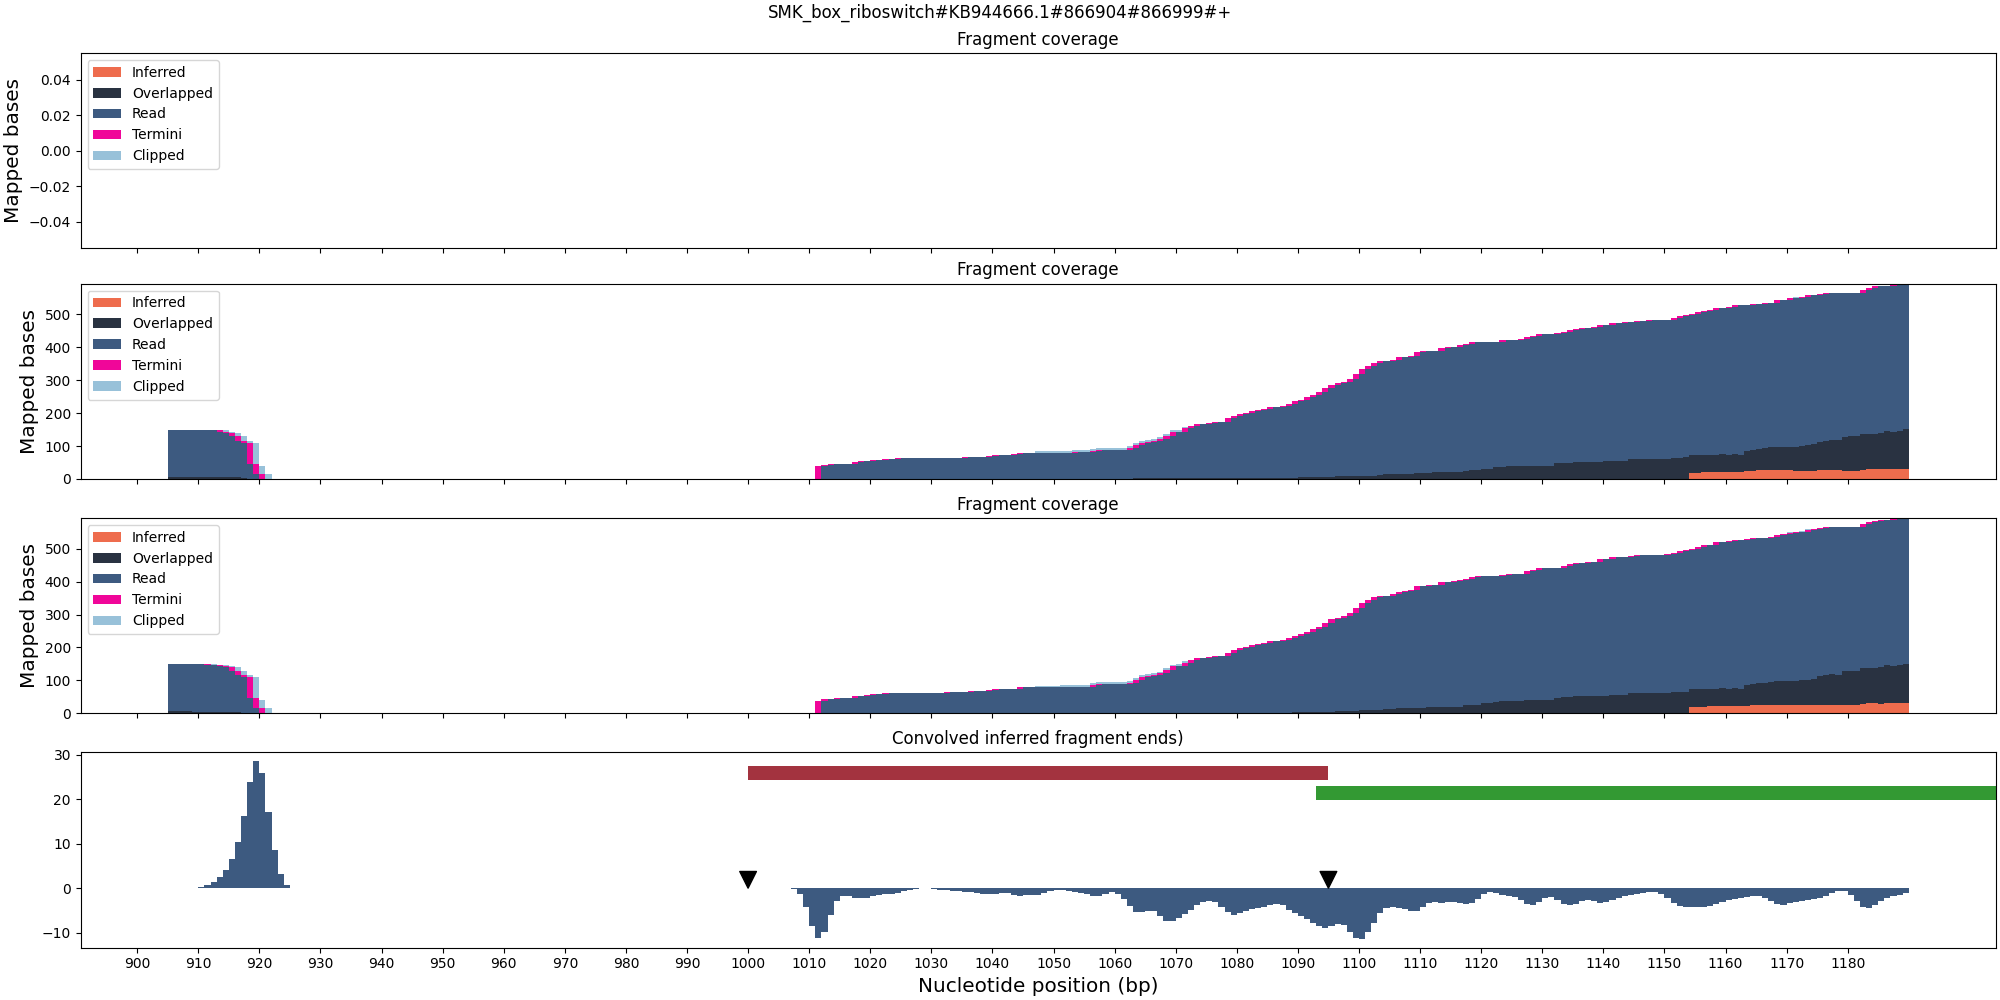 SMK_box_riboswitch#KB944666.1#866904#866999#+
Fragment coverage
Mapped bases
0.04
0.02
0.00
−0.02
−0.04
Inferred
Overlapped
Read
Termini
Clipped
Fragment coverage
Mapped bases
500
400
300
200
100
0
Inferred
Overlapped
Read
Termini
Clipped
Fragment coverage
Mapped bases
500
400
300
200
100
0
Inferred
Overlapped
Read
Termini
Clipped
Convolved inferred fragment ends)
30
20
10
0
−10
900 910 920 930 940 950 960 970 980 990 1000 1010 1020 1030 1040 1050 1060 1070 1080 1090 1100 1110 1120 1130 1140 1150 1160 1170 1180
Nucleotide position (bp)